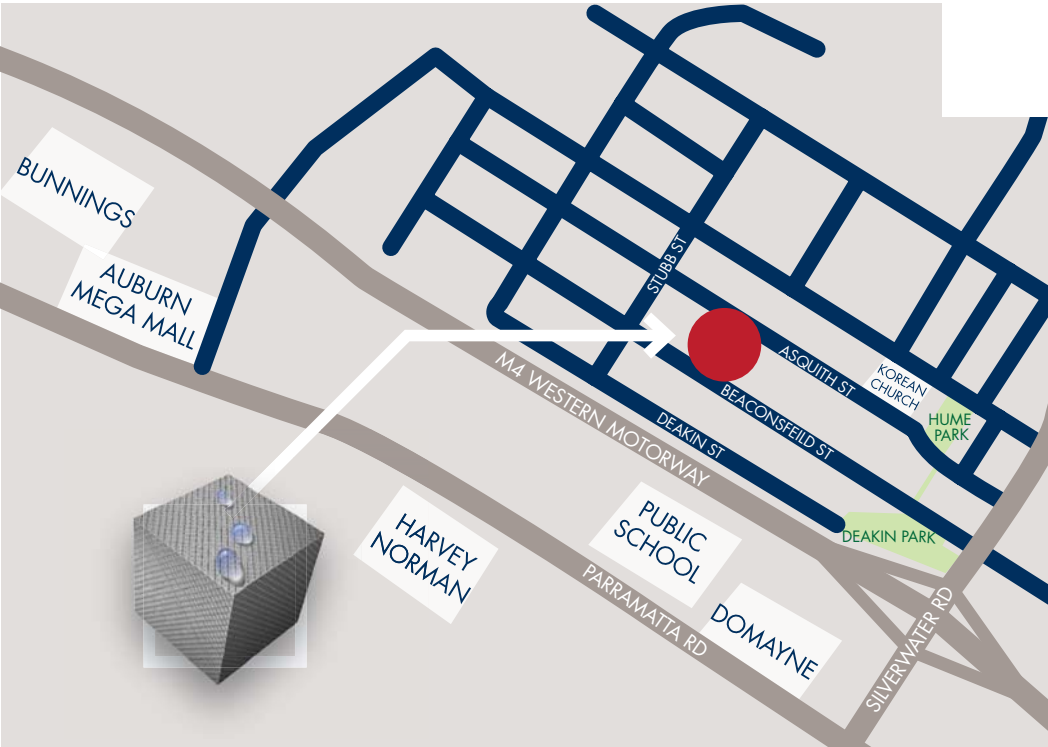 BUNNINGS
AUBURN
MEGA MALL
STUBB ST
ASQUITH ST
KOREAN
CHURCH
M4 WESTERN MOTORWAY
BEACONSFEILD ST
HUME
PARK
DEAKIN ST
DEAKIN PARK
HARVEY
NORMAN
PUBLIC
SCHOOL
PARRAMATTA RD
DOMAYNE
SILVERWATER RD